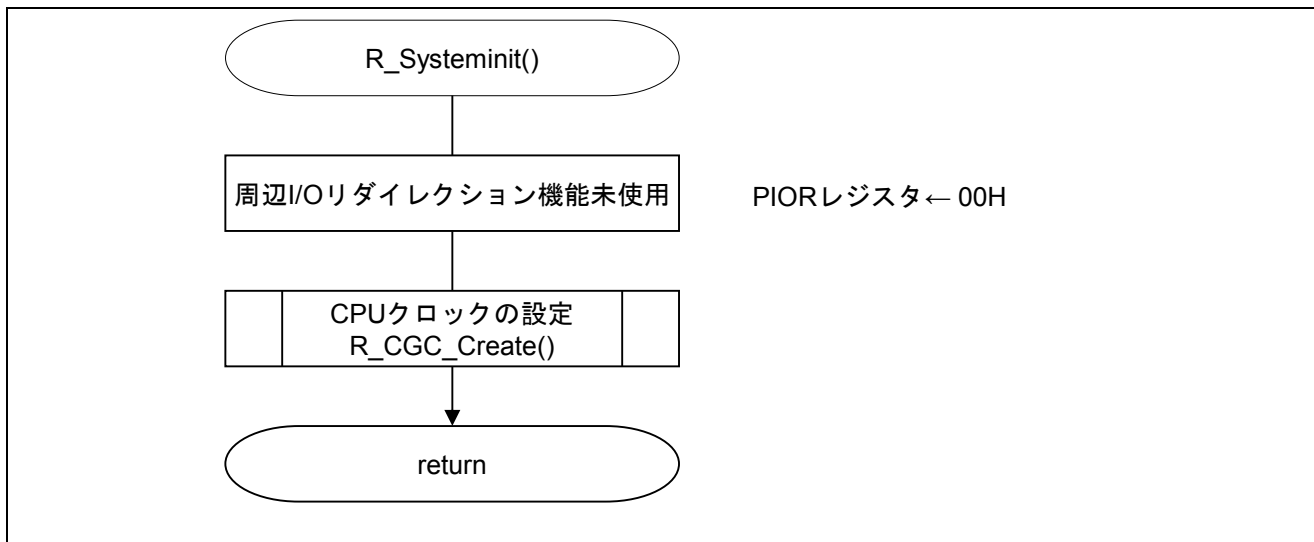 R_Systeminit()
周辺I/Oリダイレクション機能未使用
PIORレジスタ← 00H
CPUクロックの設定
R_CGC_Create()
return